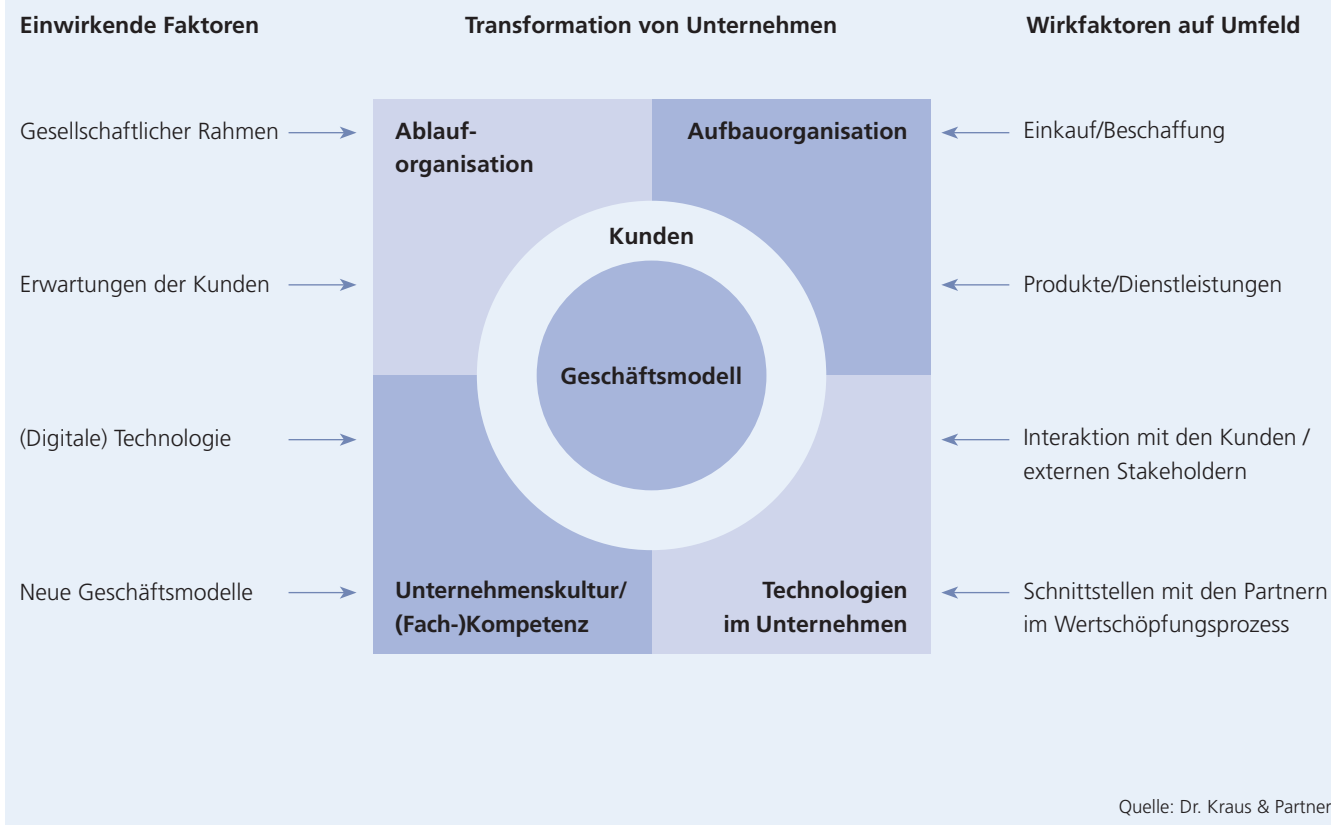 Einwirkende Faktoren
Transformation von Unternehmen
Wirkfaktoren auf Umfeld
Gesellschaftlicher Rahmen
Erwartungen der Kunden
(Digitale) Technologie
Neue Geschäftsmodelle
Ablauf-
organisation
Aufbauorganisation
Kunden
Geschäftsmodell
Unternehmenskultur/
(Fach-)Kompetenz
Technologien
im Unternehmen
Einkauf/Beschaffung
Produkte/Dienstleistungen
Interaktion mit den Kunden /
externen Stakeholdern
Schnittstellen mit den Partnern
im Wertschöpfungsprozess
Quelle: Dr. Kraus & Partner